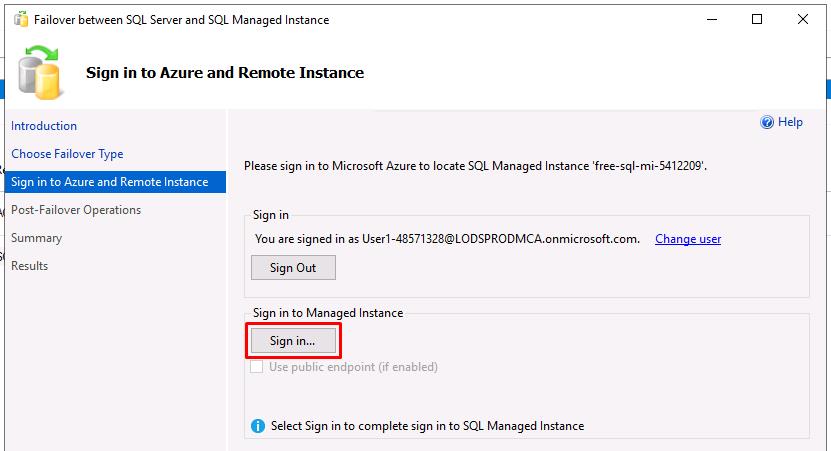 Failover between SQL Server and SQL Managed Instance
Sign in to Azure and Remote Instance
Introduction
Choose Failover Type
Sign in to Azure and Remote Instance
Post-Failover Operations
Summary
Results
Help
Please sign in to Microsoft Azure to locate SQL Managed Instance 'free-sql-mi-5412209'.
Sign in
You are signed in as User1-48571328@LODSPRODMCA.onmicrosoft.com. Change user
Sign Out
Sign in to Managed Instance
Sign in...
Use public endpoint (if enabled)
Select Sign in to complete sign in to SQL Managed Instance